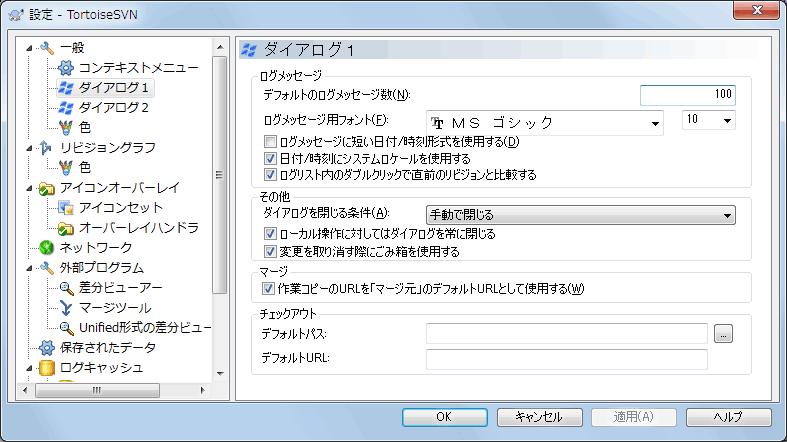 設定 - TortoiseSVN
一般
コンテキストメニュー
ダイアログ 1
ダイアログ 2
色
リビジョングラフ
色
アイコンオーバーレイ
アイコンセット
オーバーレイハンドラ
ネットワーク
外部プログラム
差分ビューアー
マージツール
Unified形式の差分ビュー
保存されたデータ
ログキャッシュ
ダイアログ 1
ログメッセージ
デフォルトのログメッセージ数(N): 100
ログメッセージ用フォント(F): ＭＳ ゴシック 10
ログメッセージに短い日付/時刻形式を使用する(D)
日付/時刻にシステムロケールを使用する
ログリスト内のダブルクリックで直前のリビジョンと比較する
その他
ダイアログを閉じる条件(A): 手動で閉じる
ローカル操作に対してはダイアログを常に閉じる
変更を取り消す際にごみ箱を使用する
マージ
作業コピーのURLを「マージ元」のデフォルトURLとして使用する(W)
チェックアウト
デフォルトパス: ...
デフォルトURL:
OK キャンセル 適用(A) ヘルプ